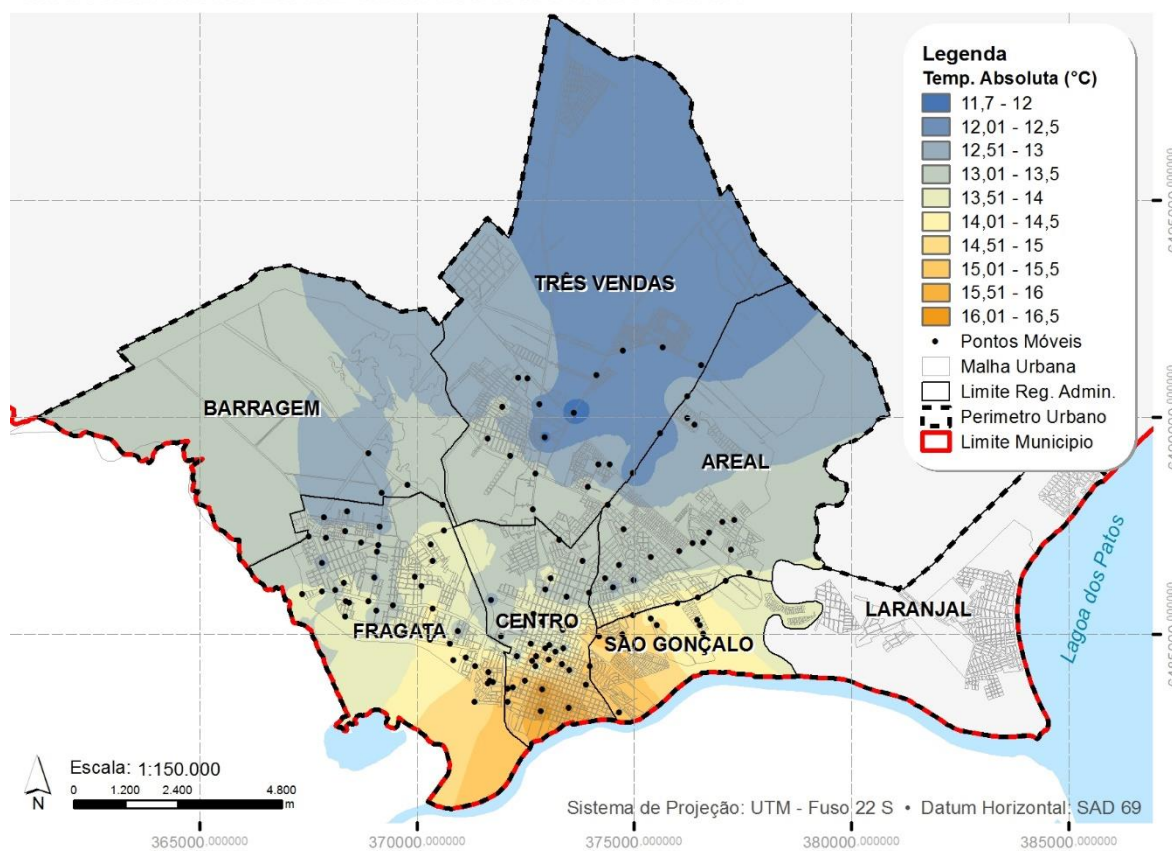 Legenda
Temp. Absoluta (°C)
11,7 - 12
12,01 - 12,5
12,51 - 13
13,01 - 13,5
13,51 - 14
14,01 - 14,5
14,51 - 15
15,01 - 15,5
15,51 - 16
16,01 - 16,5
Pontos Móveis
Malha Urbana
Limite Reg. Admin.
Perimetro Urbano
Limite Municipio
TRÊS VENDAS
BARRAGEM
AREAL
LARANJAL
FRAGATA
CENTRO
SÃO GONÇALO
Lagoa dos Patos
Escala: 1:150.000
0 1.200 2.400 4.800
m
N
Sistema de Projeção: UTM - Fuso 22 S • Datum Horizontal: SAD 69
365000,000000 370000,000000 375000,000000 380000,000000 385000,000000